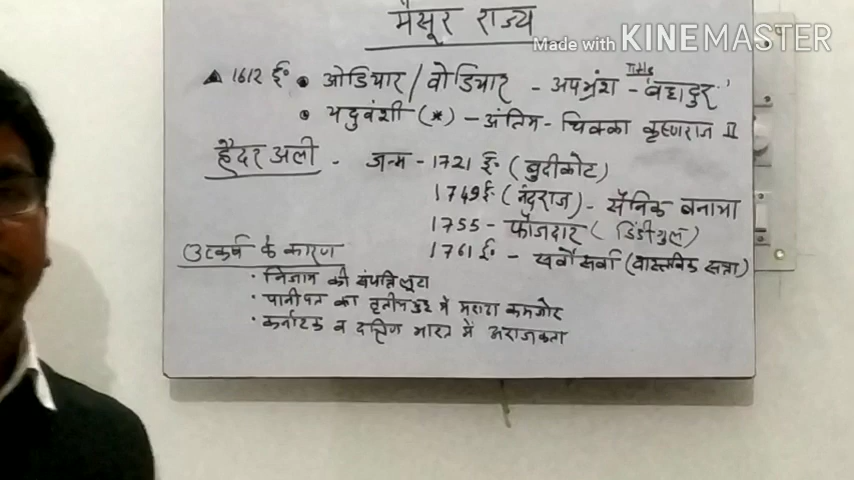 मैसूर राज्य
Made with KINEMASTER
▲ 1612 ई० • ओडियार / वोडियार - अपभ्रंश - 'बहादुर'
• यदुवंशी (*) - अंतिम - चिक्का कृष्णराज II
हैदर अली - जन्म - 1721 ई० (बुदीकोट)
1749 ई० (नंदराज) - सैनिक बनाया
1755 - फौजदार (डिंडीगुल)
1761 ई० - सर्वोसर्वा (वास्तविक सत्ता)
उत्कर्ष के कारण
• निजाम की संपत्ति लूटा
• पानीपत का तृतीय युद्ध में मराठा कमजोर
• कर्नाटक व दक्षिण भारत में अराजकता